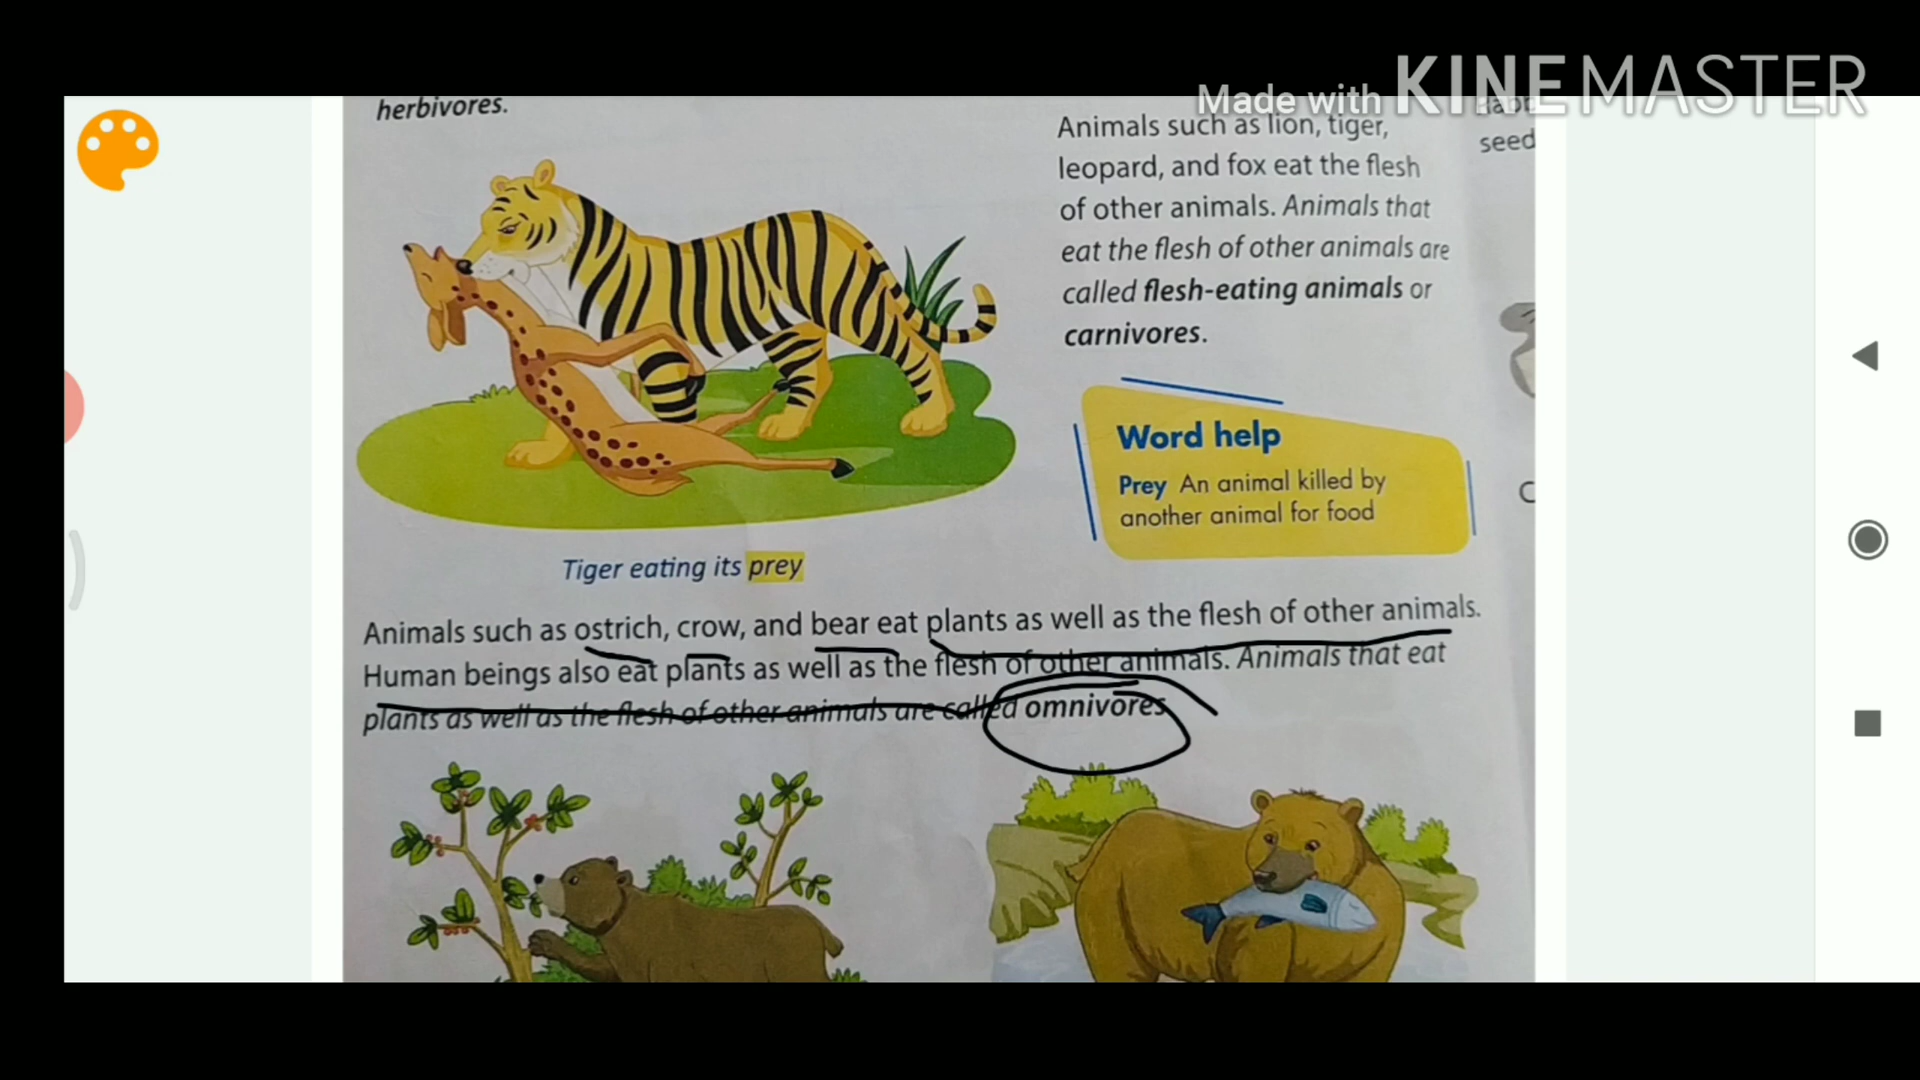 Made with KINEMASTER
herbivores.
Animals such as lion, tiger,
leopard, and fox eat the flesh
of other animals. Animals that
eat the flesh of other animals are
called flesh-eating animals or
carnivores.
seed
Word help
Prey An animal killed by
another animal for food
Tiger eating its prey
Animals such as ostrich, crow, and bear eat plants as well as the flesh of other animals.
Human beings also eat plants as well as the flesh of other animals. Animals that eat
plants as well as the flesh of other animals are called omnivores